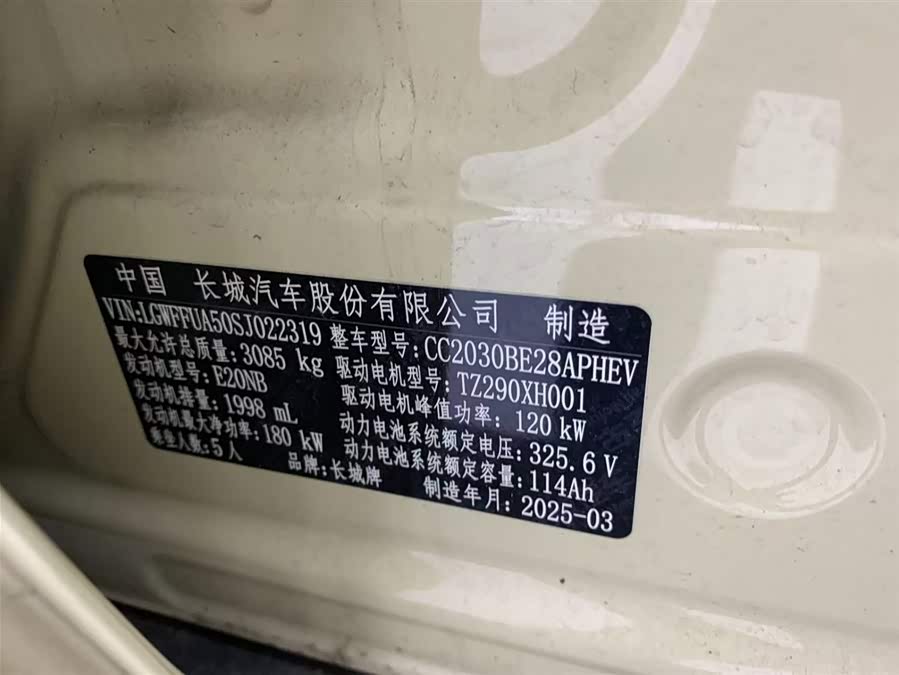 中国 长城汽车股份有限公司 制造
VIN:LGWFFUA50SJ022319 整车型号:CC2030BE28APHEV
最大允许总质量:3085 kg 驱动电机型号:TZ290XH001
发动机型号:E20NB 驱动电机峰值功率:120 kW
发动机排量:1998 mL 动力电池系统额定电压:325.6 V
发动机最大净功率:180 kW 动力电池系统额定容量:114Ah
乘坐人数:5人 品牌:长城牌 制造年月:2025-03